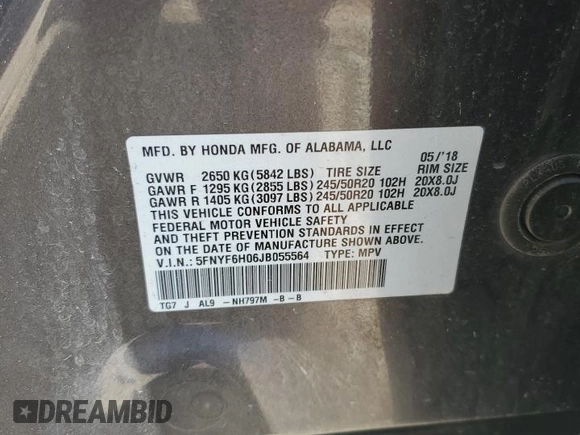 MFD. BY HONDA MFG. OF ALABAMA, LLC 05/'18
GVWR 2650 KG (5842 LBS) TIRE SIZE RIM SIZE
GAWR F 1295 KG (2855 LBS) 245/50R20 102H 20X8.0J
GAWR R 1405 KG (3097 LBS) 245/50R20 102H 20X8.0J
THIS VEHICLE CONFORMS TO ALL APPLICABLE
FEDERAL MOTOR VEHICLE SAFETY
AND THEFT PREVENTION STANDARDS IN EFFECT
ON THE DATE OF MANUFACTURE SHOWN ABOVE.
V.I.N.: 5FNYF6H06JB055564 TYPE: MPV
TG7 J AL9 -NH797M -B -B
DREAMBID